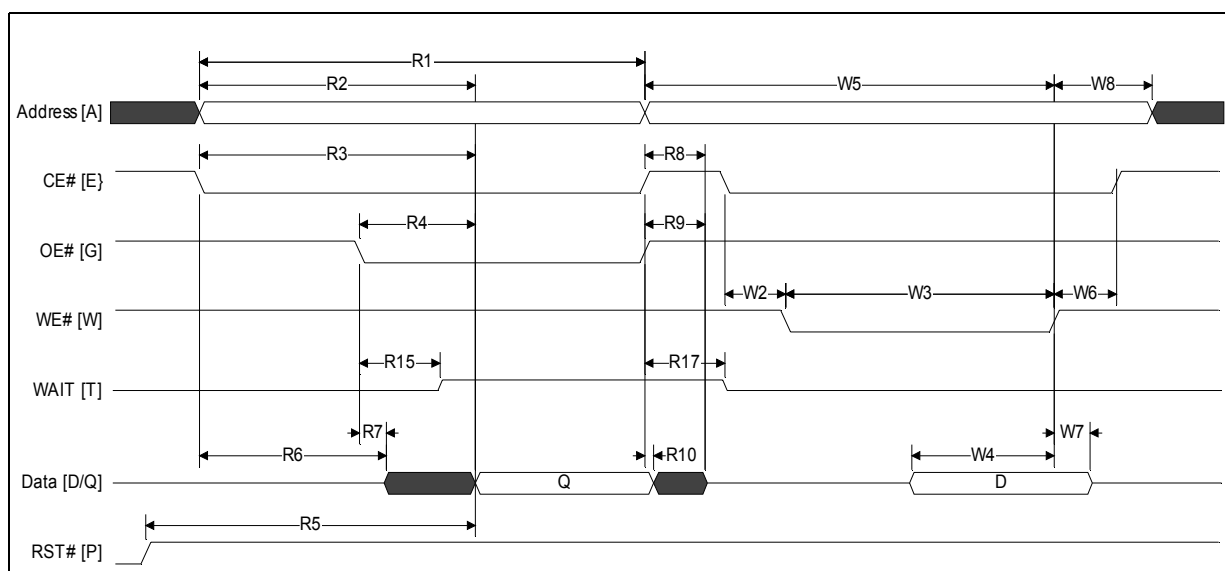 R1
R2
W5
W8
Address [A]
R3
R8
CE# [E}
R4
R9
OE# [G]
W2
W3
W6
WE# [W]
R15
R17
WAIT [T]
R7
W7
R6
R10
W4
Data [D/Q]
Q
D
R5
RST# [P]